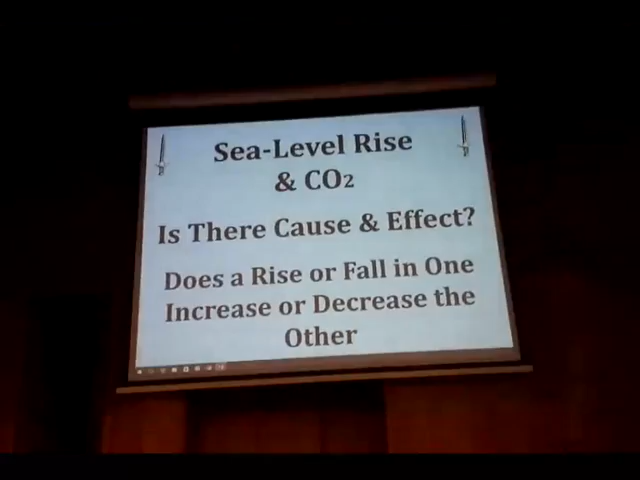 Sea-Level Rise
& CO2
Is There Cause & Effect?
Does a Rise or Fall in One
Increase or Decrease the
Other